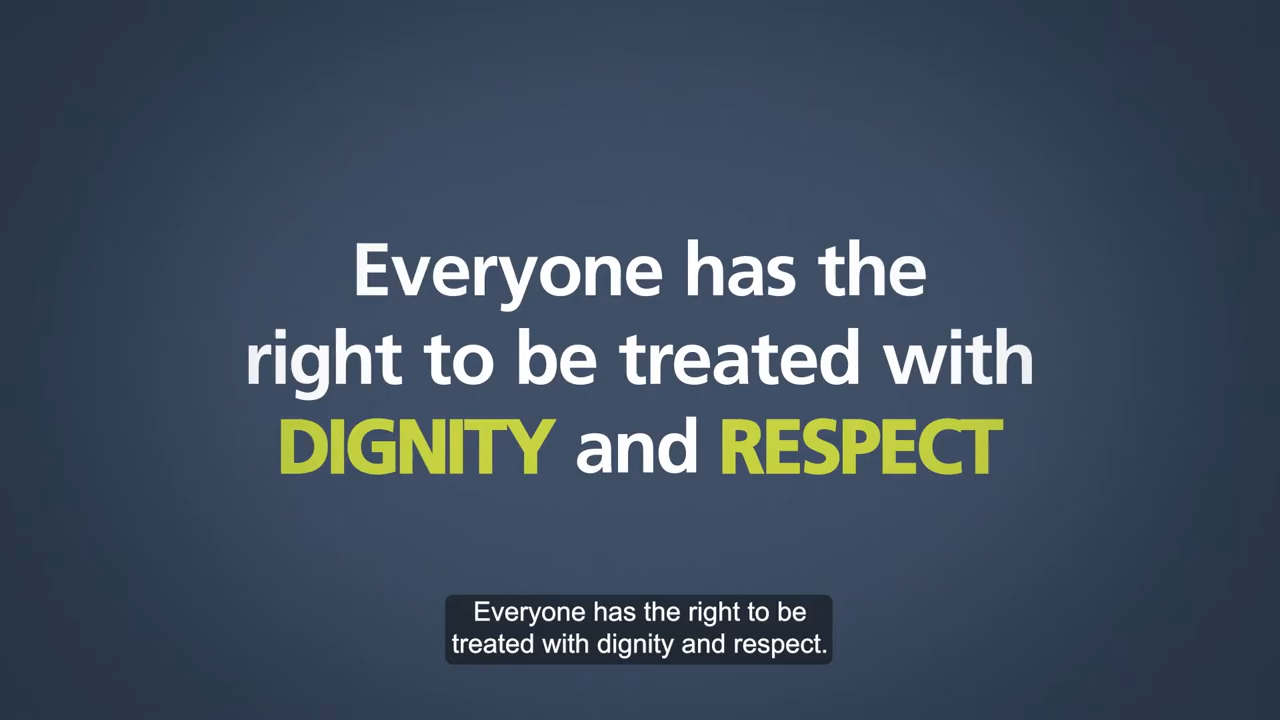 Everyone has the
right to be treated with
DIGNITY and RESPECT
Everyone has the right to be
treated with dignity and respect.